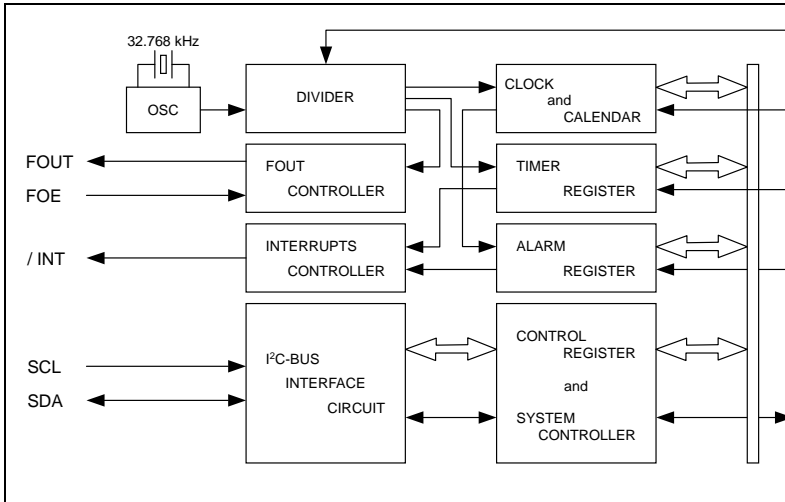 32.768 kHz
OSC
DIVIDER
CLOCK
and
CALENDAR
FOUT
FOE
FOUT
CONTROLLER
TIMER
REGISTER
/ INT
INTERRUPTS
CONTROLLER
ALARM
REGISTER
SCL
SDA
I²C-BUS
INTERFACE
CIRCUIT
CONTROL
REGISTER
and
SYSTEM
CONTROLLER